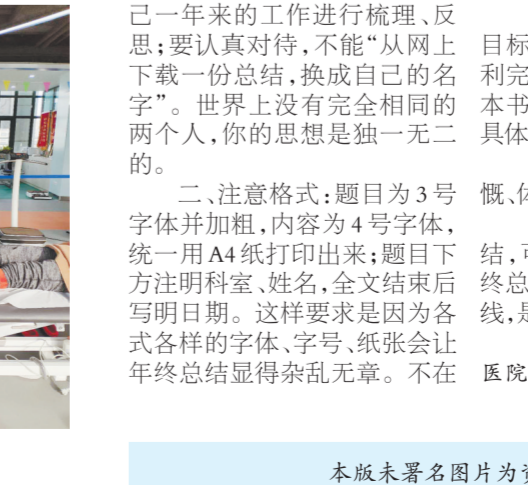 己一年来的工作进行梳理、反
思;要认真对待,不能“从网上
下载一份总结,换成自己的名
字”。世界上没有完全相同的
两个人,你的思想是独一无二
的。
二、注意格式:题目为3号
字体并加粗,内容为4号字体,
统一用A4纸打印出来;题目下
方注明科室、姓名,全文结束后
写明日期。这样要求是因为各
式各样的字体、字号、纸张会让
年终总结显得杂乱无章。不在
目标
利完
本书
具体
慨、
结,
终总
线,
医院
本版未署名图片为